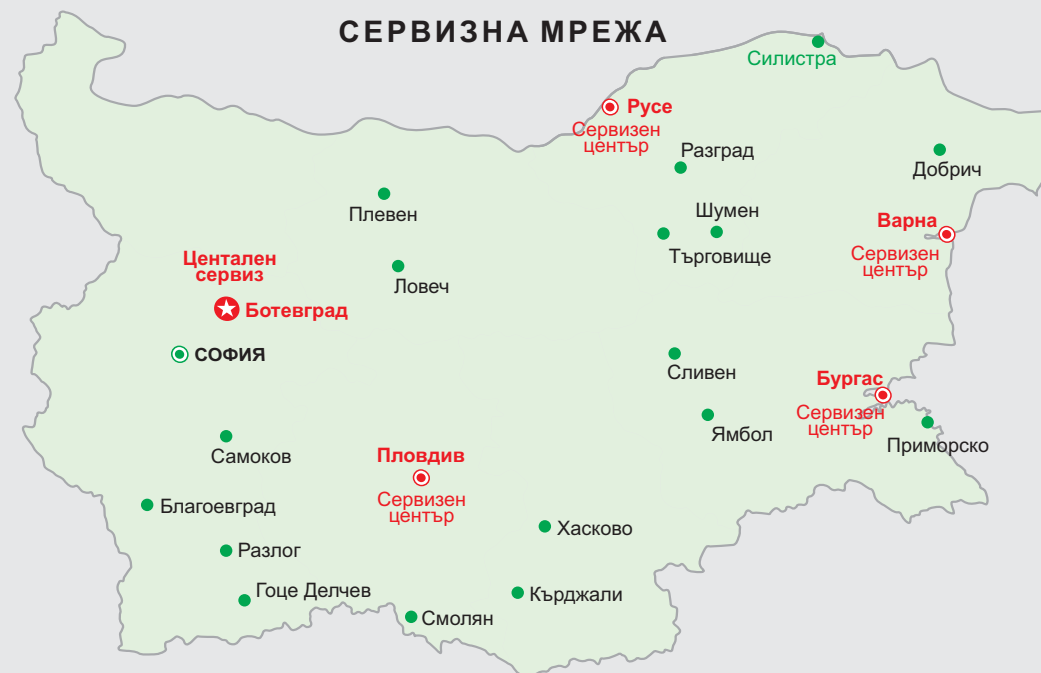 СЕРВИЗНА МРЕЖА
Силистра
Русе
Сервизен
център
Разград
Добрич
Плевен
Шумен
Варна
Търговище
Сервизен
център
Центален
сервиз
Ловеч
Ботевград
СОФИЯ
Сливен
Бургас
Сервизен
център
Ямбол
Приморско
Самоков
Пловдив
Сервизен
център
Благоевград
Хасково
Разлог
Гоце Делчев
Кърджали
Смолян